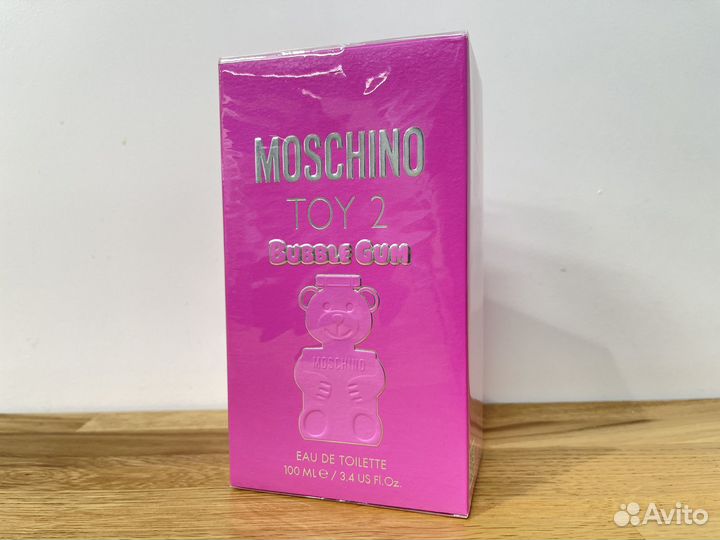 MOSCHINO
TOY 2
BUBBLE GUM
MOSCHINO
EAU DE TOILETTE
100 ML ℮ / 3.4 US Fl.Oz.
Avito